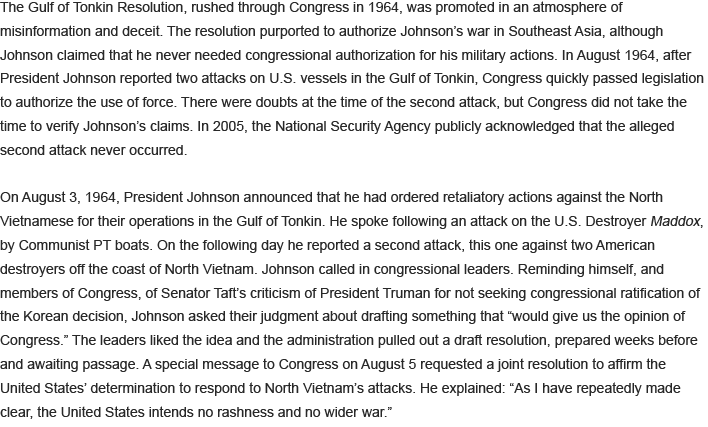 The Gulf of Tonkin Resolution, rushed through Congress in 1964, was promoted in an atmosphere of
misinformation and deceit. The resolution purported to authorize Johnson’s war in Southeast Asia, although
Johnson claimed that he never needed congressional authorization for his military actions. In August 1964, after
President Johnson reported two attacks on U.S. vessels in the Gulf of Tonkin, Congress quickly passed legislation
to authorize the use of force. There were doubts at the time of the second attack, but Congress did not take the
time to verify Johnson’s claims. In 2005, the National Security Agency publicly acknowledged that the alleged
second attack never occurred.

On August 3, 1964, President Johnson announced that he had ordered retaliatory actions against the North
Vietnamese for their operations in the Gulf of Tonkin. He spoke following an attack on the U.S. Destroyer Maddox,
by Communist PT boats. On the following day he reported a second attack, this one against two American
destroyers off the coast of North Vietnam. Johnson called in congressional leaders. Reminding himself, and
members of Congress, of Senator Taft’s criticism of President Truman for not seeking congressional ratification of
the Korean decision, Johnson asked their judgment about drafting something that “would give us the opinion of
Congress.” The leaders liked the idea and the administration pulled out a draft resolution, prepared weeks before
and awaiting passage. A special message to Congress on August 5 requested a joint resolution to affirm the
United States’ determination to respond to North Vietnam’s attacks. He explained: “As I have repeatedly made
clear, the United States intends no rashness and no wider war.”